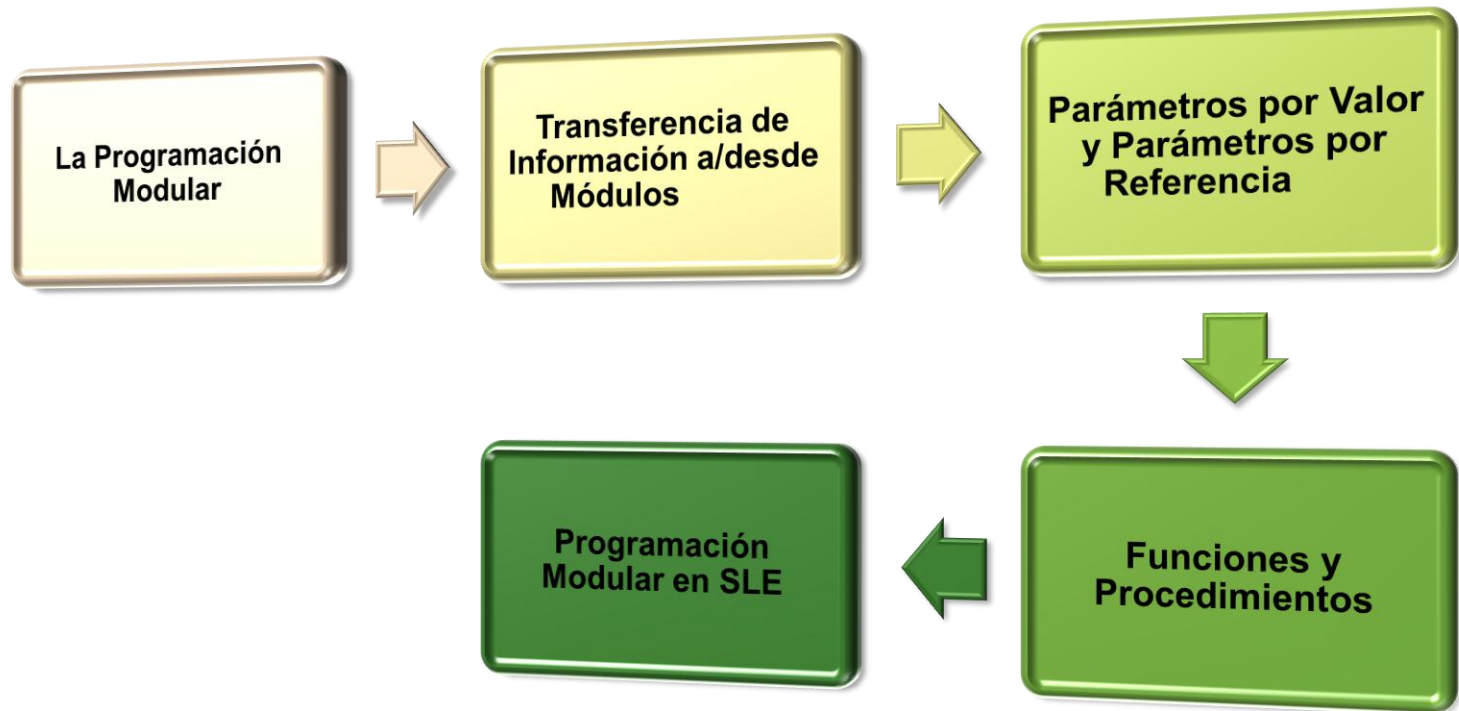 La Programación
Modular
Transferencia de
Información a/desde
Módulos
Parámetros por Valor
y Parámetros por
Referencia
Funciones y
Procedimientos
Programación
Modular en SLE